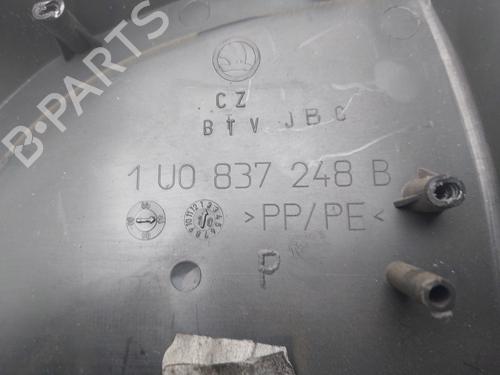 B-PARTS
CZ
BTV JBC
1U0 837 248 B
>PP/PE<
P